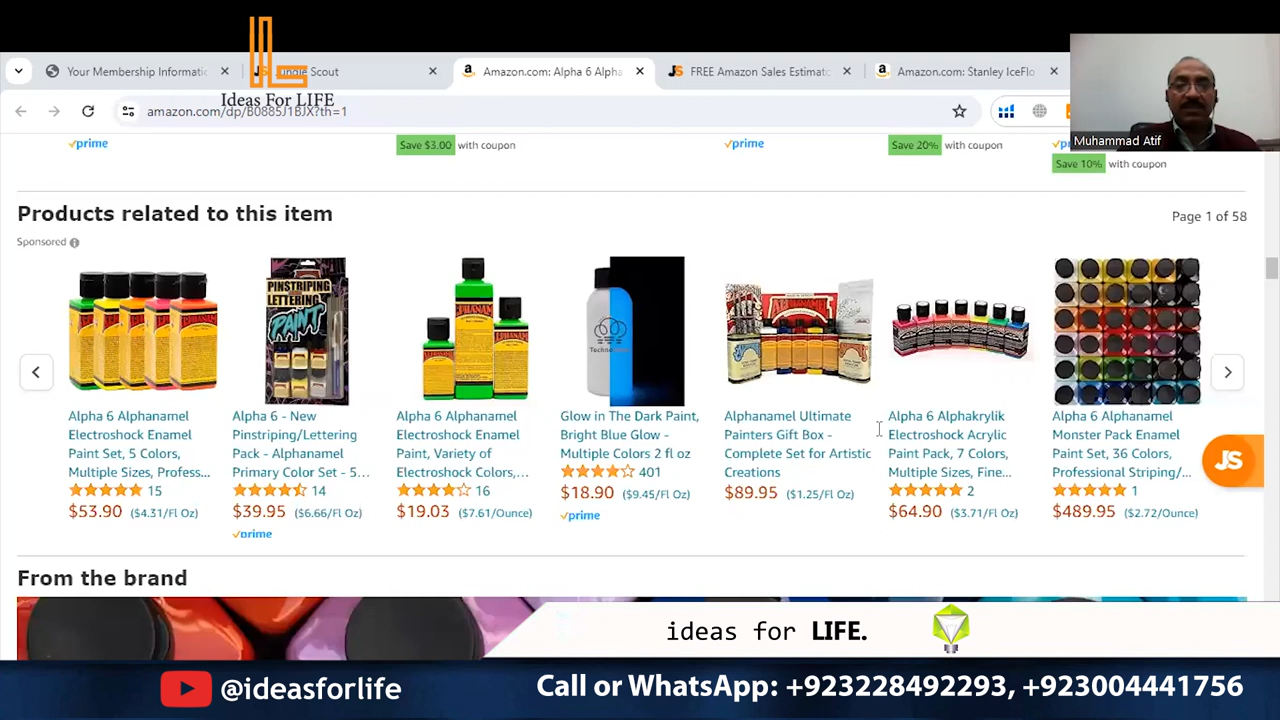 Your Membership Informatic
Jungle Scout
Amazon.com: Alpha 6 Alpha
FREE Amazon Sales Estimato
Amazon.com: Stanley IceFlo
Ideas For LIFE
amazon.com/dp/B0885J1BJX?th=1
Muhammad Atif
prime
Save $3.00 with coupon
prime
Save 20% with coupon
Save 10% with coupon
Products related to this item
Page 1 of 58
Sponsored
PINSTRIPING
LETTERING
PAINT
Alpha 6 Alphanamel
Electroshock Enamel
Paint Set, 5 Colors,
Multiple Sizes, Profess...
15
$53.90 ($4.31/Fl Oz)
Alpha 6 - New
Pinstriping/Lettering
Pack - Alphanamel
Primary Color Set - 5...
14
$39.95 ($6.66/Fl Oz)
prime
Alpha 6 Alphanamel
Electroshock Enamel
Paint, Variety of
Electroshock Colors,...
16
$19.03 ($7.61/Ounce)
Glow in The Dark Paint,
Bright Blue Glow -
Multiple Colors 2 fl oz
401
$18.90 ($9.45/Fl Oz)
prime
Alphanamel Ultimate
Painters Gift Box -
Complete Set for Artistic
Creations
$89.95 ($1.25/Fl Oz)
Alpha 6 Alphakrylik
Electroshock Acrylic
Paint Pack, 7 Colors,
Multiple Sizes, Fine...
2
$64.90 ($3.71/Fl Oz)
Alpha 6 Alphanamel
Monster Pack Enamel
Paint Set, 36 Colors,
Professional Striping/...
1
$489.95 ($2.72/Ounce)
JS
From the brand
ideas for LIFE.
@ideasforlife
Call or WhatsApp: +923228492293, +923004441756